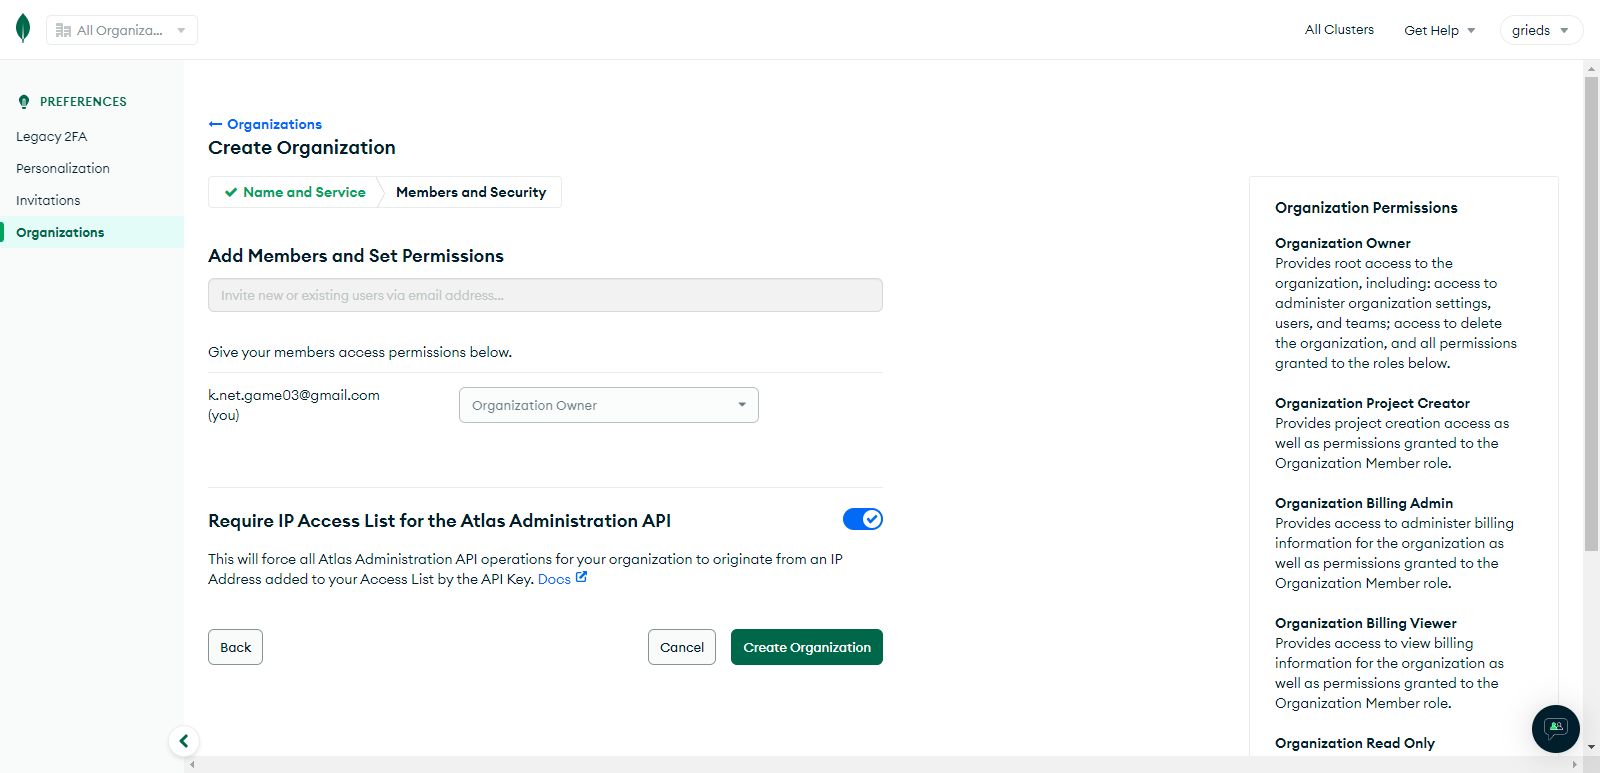 All Organiza...
All Clusters
Get Help
grieds
PREFERENCES
Legacy 2FA
Personalization
Invitations
Organizations
← Organizations
Create Organization
Name and Service
Members and Security
Add Members and Set Permissions
Invite new or existing users via email address...
Give your members access permissions below.
k.net.game03@gmail.com
(you)
Organization Owner
Require IP Access List for the Atlas Administration API
This will force all Atlas Administration API operations for your organization to originate from an IP
Address added to your Access List by the API Key. Docs
Back
Cancel
Create Organization
Organization Permissions
Organization Owner
Provides root access to the
organization, including: access to
administer organization settings,
users, and teams; access to delete
the organization, and all permissions
granted to the roles below.
Organization Project Creator
Provides project creation access as
well as permissions granted to the
Organization Member role.
Organization Billing Admin
Provides access to administer billing
information for the organization as
well as permissions granted to the
Organization Member role.
Organization Billing Viewer
Provides access to view billing
information for the organization as
well as permissions granted to the
Organization Member role.
Organization Read Only